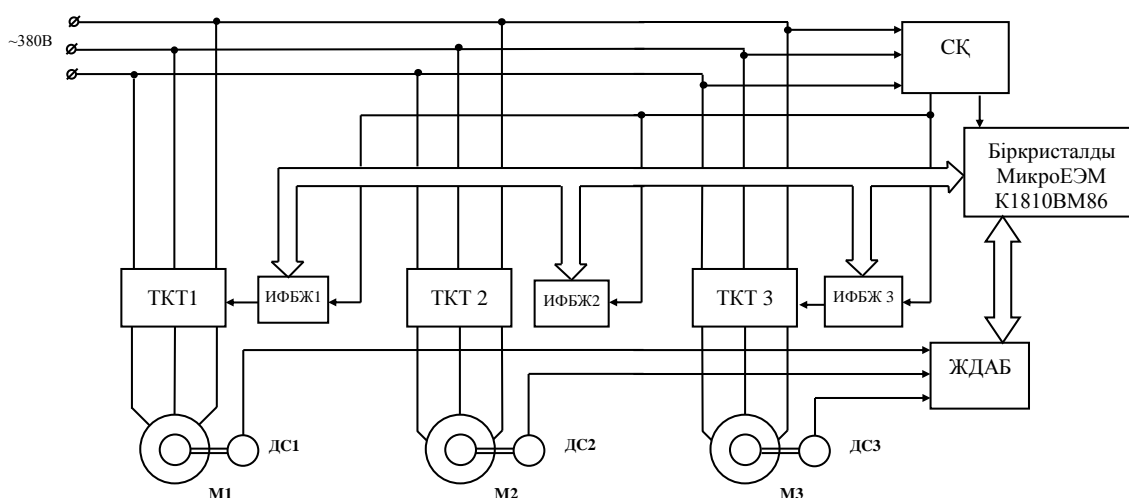 ~380В
СҚ
Біркристалды
МикроЕЭМ
К1810ВМ86
ТКТ1
ИФБЖ1
ТКТ 2
ИФБЖ2
ТКТ 3
ИФБЖ 3
ЖДАБ
ДС1
ДС2
ДС3
М1
М2
М3